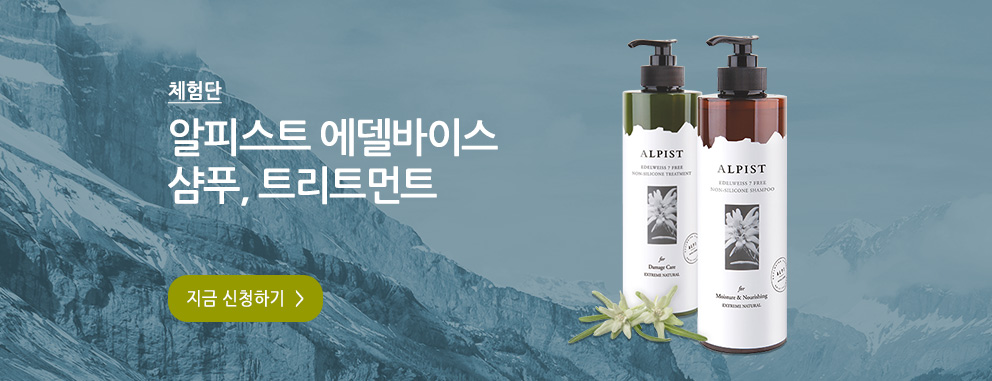 체험단
알피스트 에델바이스
샴푸, 트리트먼트
지금 신청하기 >
ALPIST
EDELWEISS 7 FREE
NON-SILICONE TREATMENT
for
Damage Care
EXTREME NATURAL
ALPIST
EDELWEISS 7 FREE
NON-SILICONE SHAMPOO
for
Moisture & Nourishing
EXTREME NATURAL